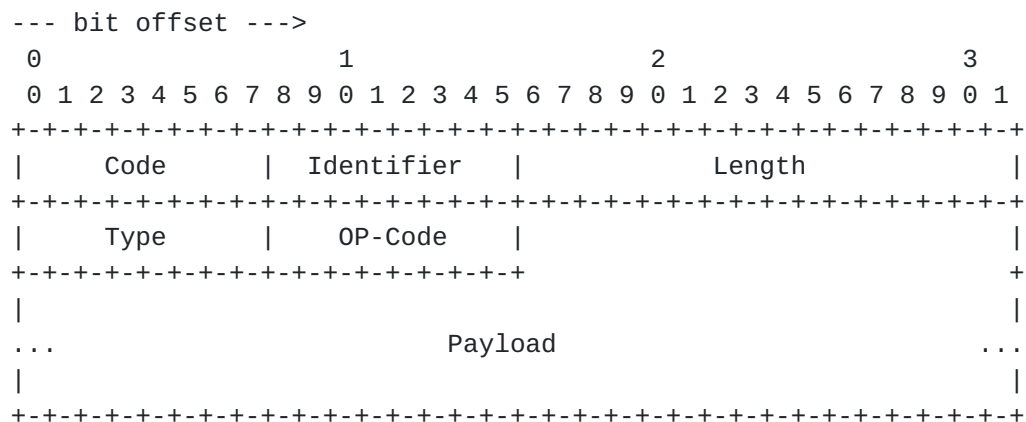 --- bit offset --->
 0                   1                   2                   3
 0 1 2 3 4 5 6 7 8 9 0 1 2 3 4 5 6 7 8 9 0 1 2 3 4 5 6 7 8 9 0 1
+-+-+-+-+-+-+-+-+-+-+-+-+-+-+-+-+-+-+-+-+-+-+-+-+-+-+-+-+-+-+-+-+
|     Code      |  Identifier   |            Length             |
+-+-+-+-+-+-+-+-+-+-+-+-+-+-+-+-+-+-+-+-+-+-+-+-+-+-+-+-+-+-+-+-+
|     Type      |    OP-Code    |                               |
+-+-+-+-+-+-+-+-+-+-+-+-+-+-+-+-+                               +
|                                                               |
...                         Payload                           ...
|                                                               |
+-+-+-+-+-+-+-+-+-+-+-+-+-+-+-+-+-+-+-+-+-+-+-+-+-+-+-+-+-+-+-+-+